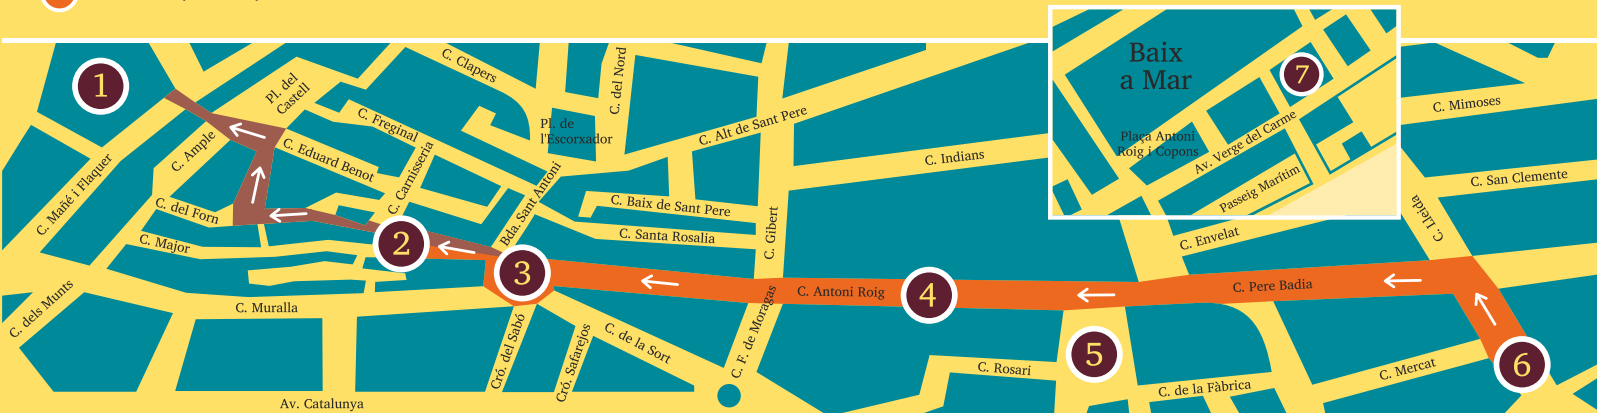 1
C. Clapers
C. del Nord
Baix
a Mar
7
Pl. del
Castell
C. Mimoses
C. Freginal
Pl. de
l'Escorxador
C. Alt de Sant Pere
Plaça Antoni
Roig i Copons
Av. Verge del Carme
C. Ample
C. Eduard Benot
C. Carnisseria
C. Indians
Passeig Marítim
C. San Clemente
C. Mañé i Flaquer
C. del Forn
Bda. Sant Antoni
C. Baix de Sant Pere
C. Gibert
C. Lleida
C. Major
2
C. Santa Rosalia
C. Envelat
3
C. Antoni Roig
4
C. Pere Badia
C. dels Munts
C. Muralla
C. F. de Moragas
Cró. del Sabó
Cró. Safarejos
C. de la Sort
5
6
C. Rosari
C. Mercat
C. de la Fàbrica
Av. Catalunya